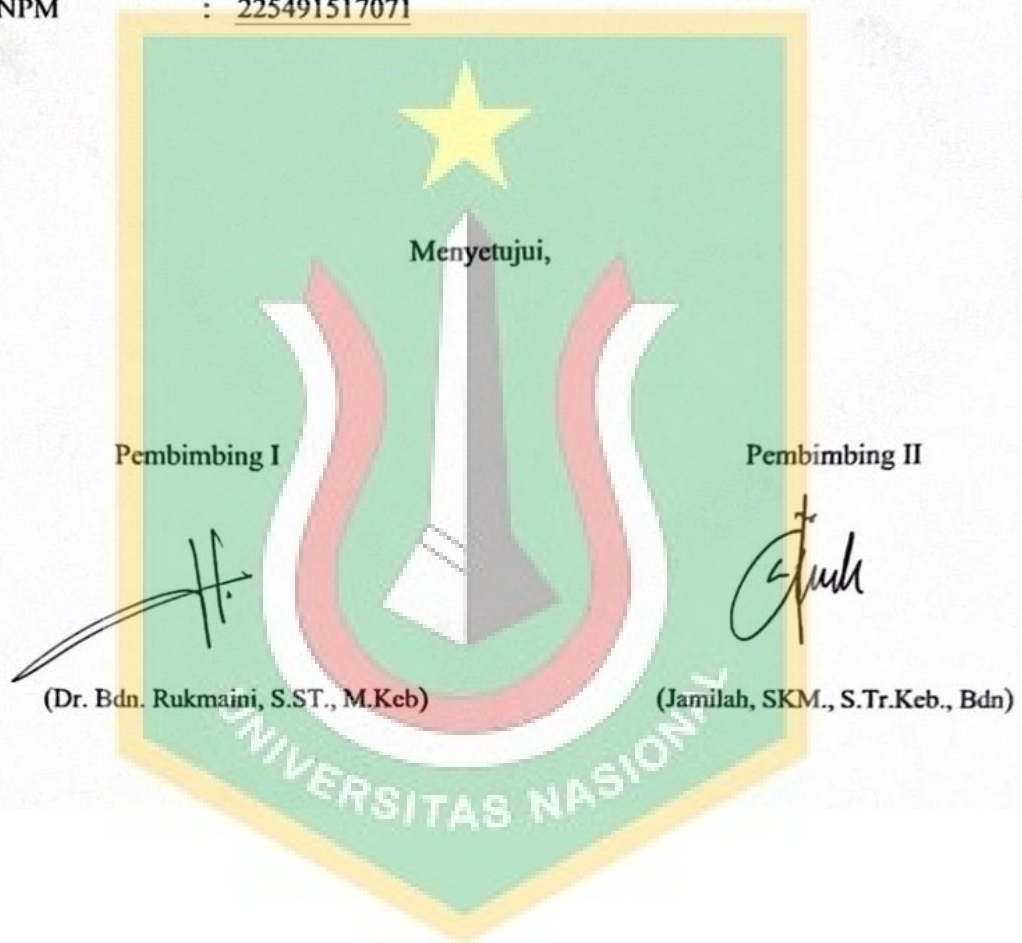 NPM : 225491517071
Menyetujui,
Pembimbing I Pembimbing II
(Dr. Bdn. Rukmaini, S.ST., M.Keb) (Jamilah, SKM., S.Tr.Keb., Bdn)
UNIVERSITAS NASIONAL